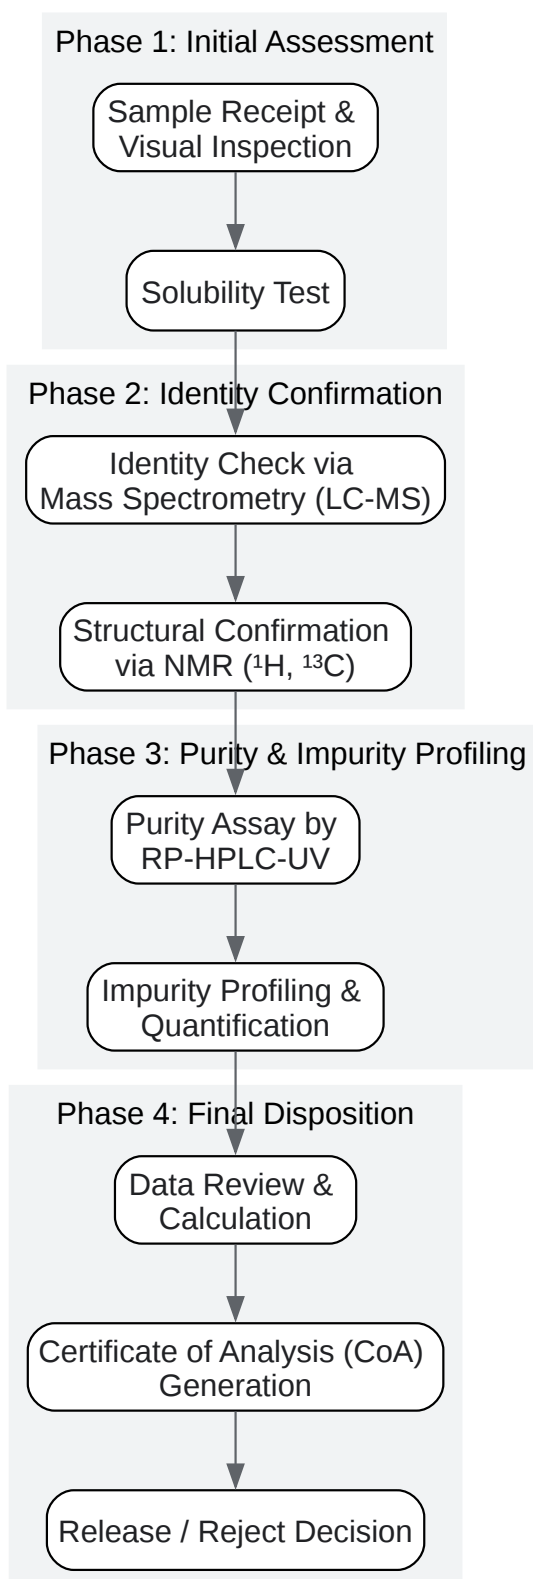 Phase 1: Initial Assessment
Sample Receipt &
Visual Inspection
Solubility Test
Phase 2: Identity Confirmation
Identity Check via
Mass Spectrometry (LC-MS)
Structural Confirmation
via NMR (¹H, ¹³C)
Phase 3: Purity & Impurity Profiling
Purity Assay by
RP-HPLC-UV
Impurity Profiling &
Quantification
Phase 4: Final Disposition
Data Review &
Calculation
Certificate of Analysis (CoA)
Generation
Release / Reject Decision